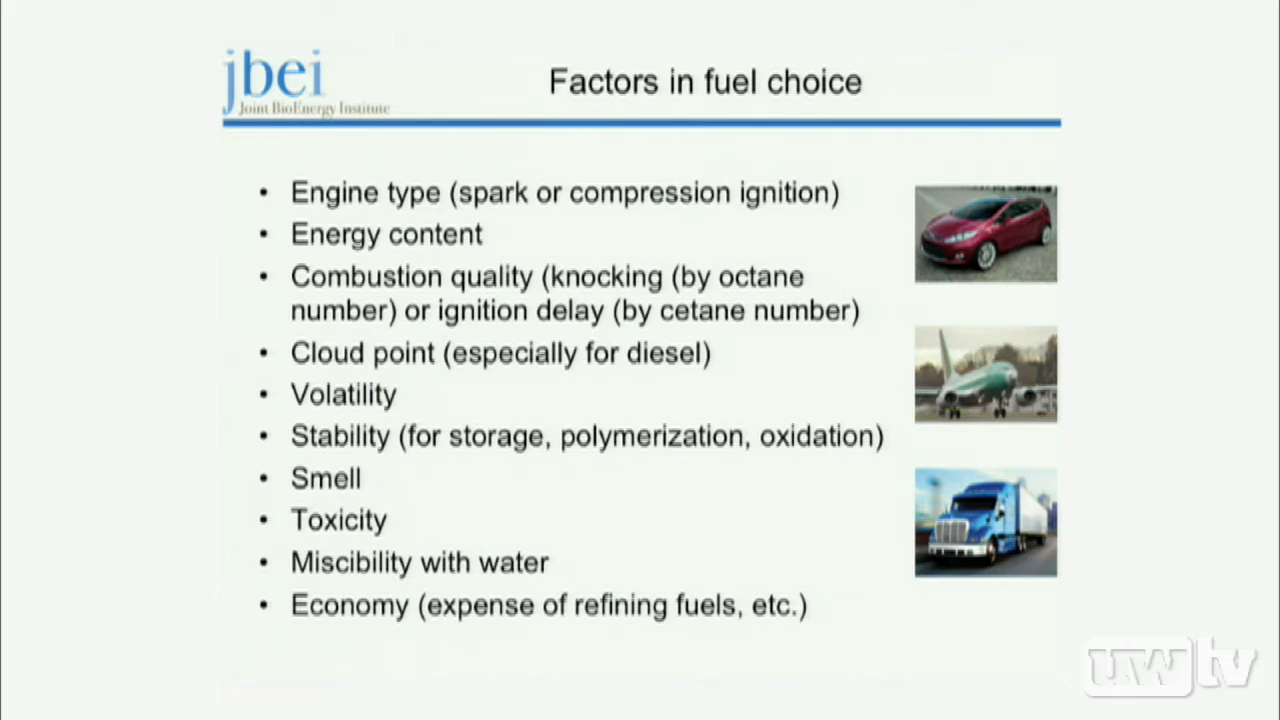 jbei
Joint BioEnergy Institute
Factors in fuel choice
• Engine type (spark or compression ignition)
• Energy content
• Combustion quality (knocking (by octane
number) or ignition delay (by cetane number)
• Cloud point (especially for diesel)
• Volatility
• Stability (for storage, polymerization, oxidation)
• Smell
• Toxicity
• Miscibility with water
• Economy (expense of refining fuels, etc.)
uwtv